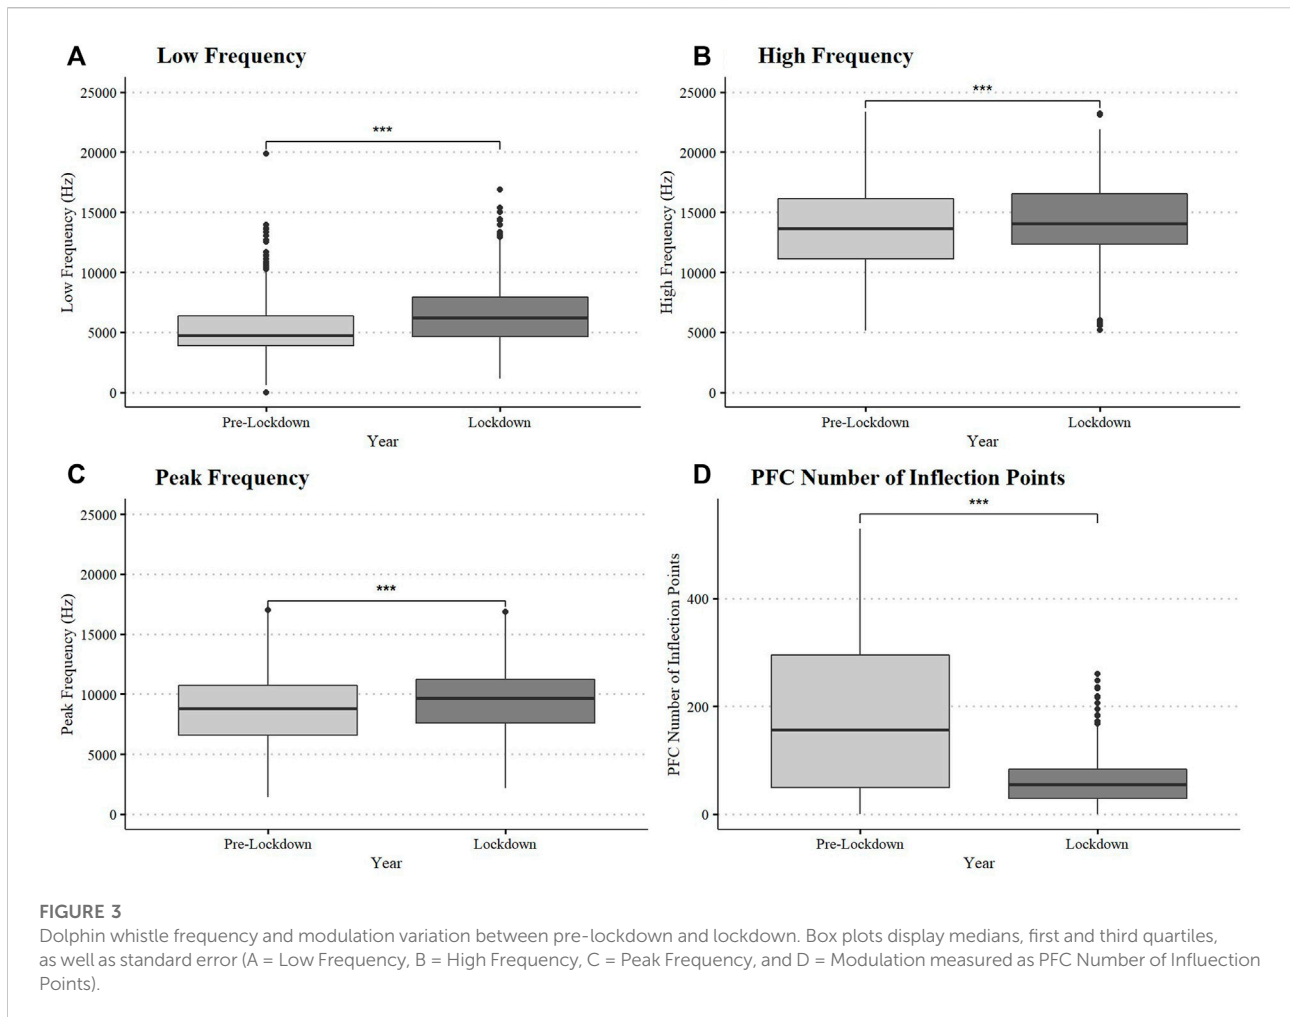 A Low Frequency
25000
20000
15000
10000
5000
0
Low Frequency (Hz)
***
Pre-Lockdown Lockdown
Year
B High Frequency
25000
20000
15000
10000
5000
0
High Frequency (Hz)
***
Pre-Lockdown Lockdown
Year
C Peak Frequency
25000
20000
15000
10000
5000
0
Peak Frequency (Hz)
***
Pre-Lockdown Lockdown
Year
D PFC Number of Inflection Points
400
200
0
PFC Number of Inflection Points
***
Pre-Lockdown Lockdown
Year
FIGURE 3
Dolphin whistle frequency and modulation variation between pre-lockdown and lockdown. Box plots display medians, first and third quartiles,
as well as standard error (A = Low Frequency, B = High Frequency, C = Peak Frequency, and D = Modulation measured as PFC Number of Influection
Points).